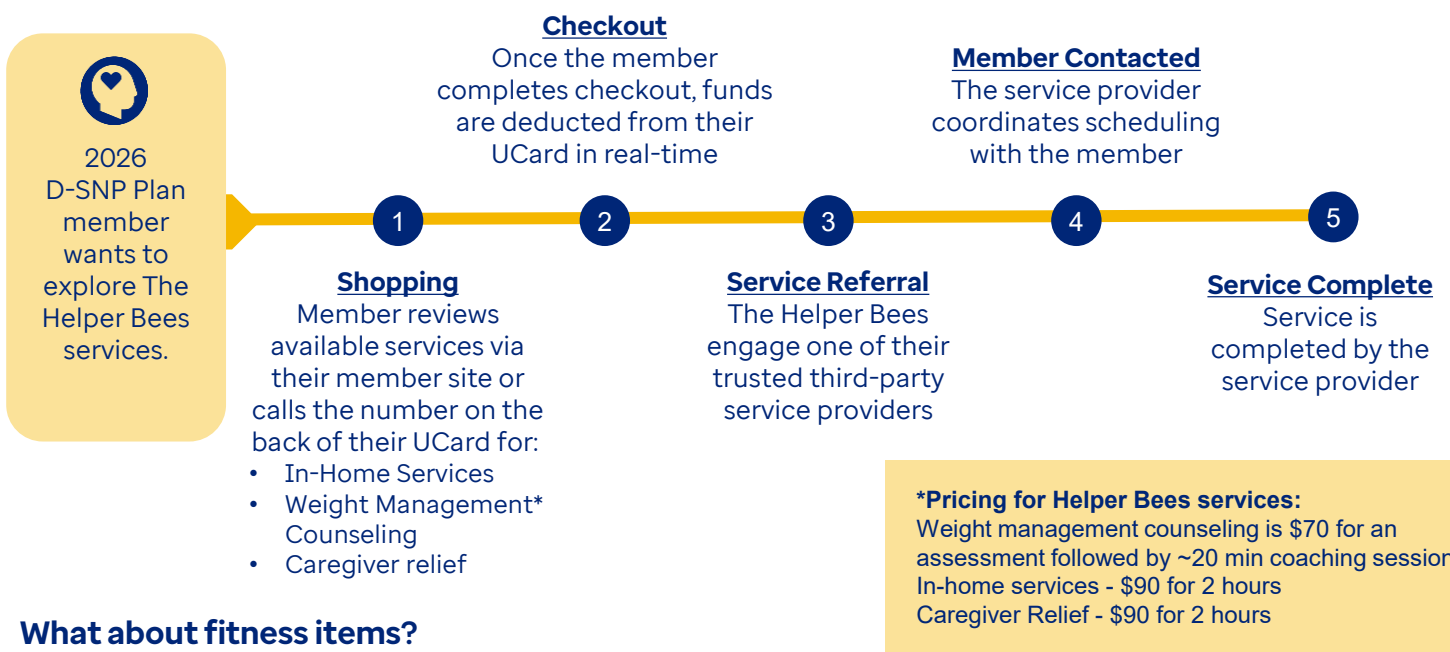 2026
D-SNP Plan
member
wants to
explore The
Helper Bees
services.
Checkout
Once the member
completes checkout, funds
are deducted from their
UCard in real-time
Member Contacted
The service provider
coordinates scheduling
with the member
1
2
3
4
5
Shopping
Member reviews
available services via
their member site or
calls the number on the
back of their UCard for:
• In-Home Services
• Weight Management*
Counseling
• Caregiver relief
Service Referral
The Helper Bees
engage one of their
trusted third-party
service providers
Service Complete
Service is
completed by the
service provider
*Pricing for Helper Bees services:
Weight management counseling is $70 for an
assessment followed by ~20 min coaching session
In-home services - $90 for 2 hours
Caregiver Relief - $90 for 2 hours
What about fitness items?